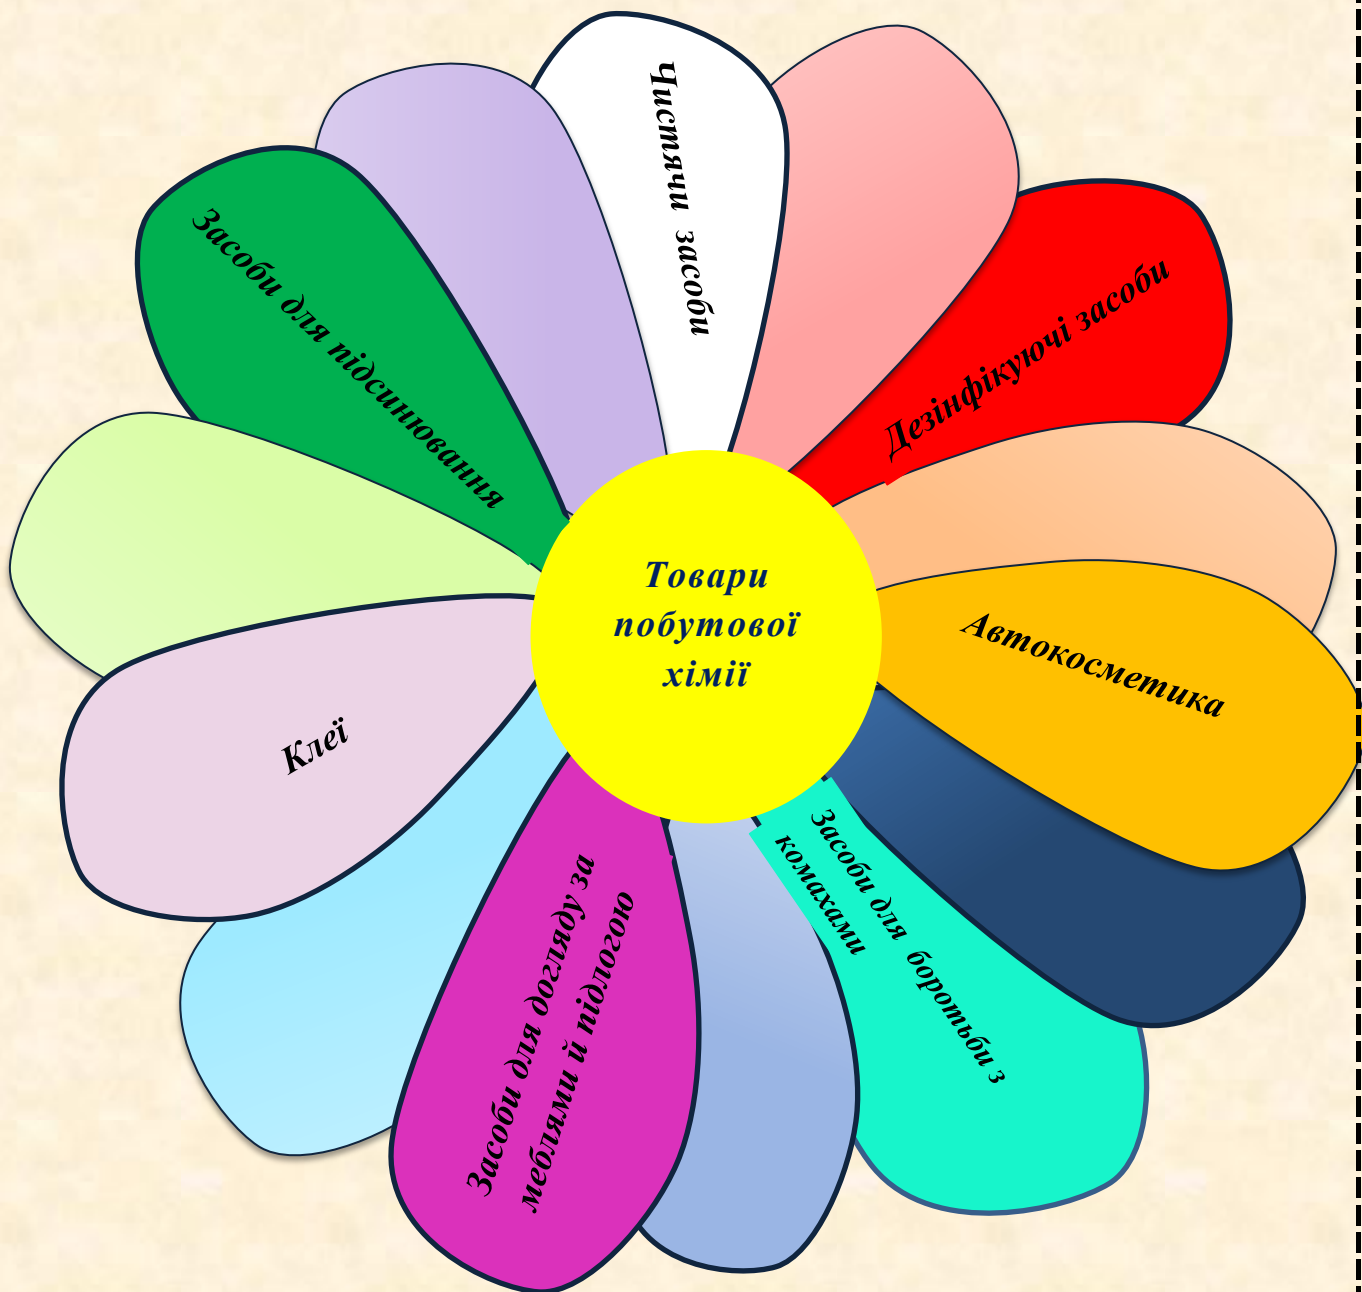 Чистячи засоби
Дезінфікуючі засоби
Автокосметика
Засоби для боротьби з
комахами
Засоби для догляду за
меблями й підлогою
Клеї
Засоби для підсинювання
Товари
побутової
хімії